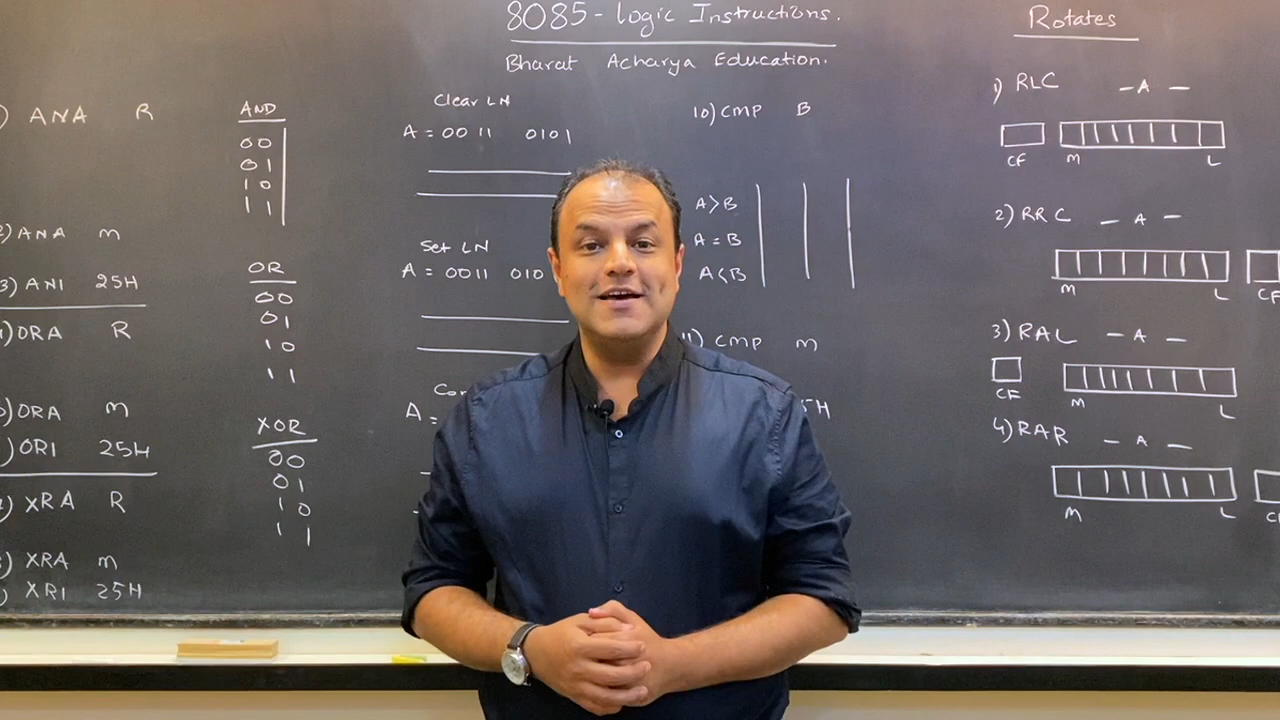 8085 - Logic Instructions.
Bharat Acharya Education.
) ANA R
2) ANA m
3) ANI 25H
) ORA R
) ORA m
) ORI 25H
) XRA R
) XRA m
) XRI 25H
AND
00
01
10
11
OR
00
01
10
11
XOR
00
01
10
11
Clear LN
A = 0011 0101
Set LN
A = 0011 010
A =
10) CMP B
A>B
A = B
A<B
11) CMP m
Rotates
1) RLC - A -
CF M L
2) RRC - A -
M L CF
3) RAL - A -
CF M L
4) RAR - A -
M L